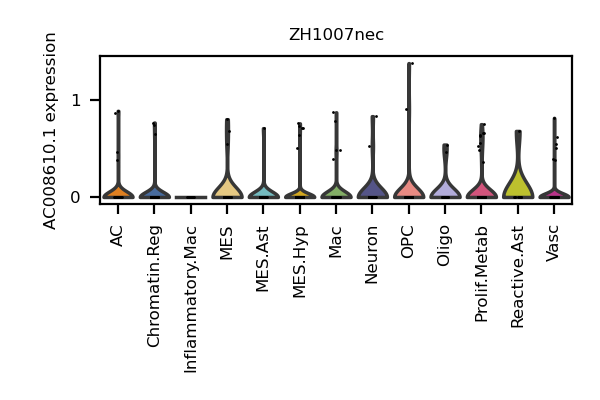 ZH1007nec
AC008610.1 expression
1
0
AC
Chromatin.Reg
Inflammatory.Mac
MES
MES.Ast
MES.Hyp
Mac
Neuron
OPC
Oligo
Prolif.Metab
Reactive.Ast
Vasc